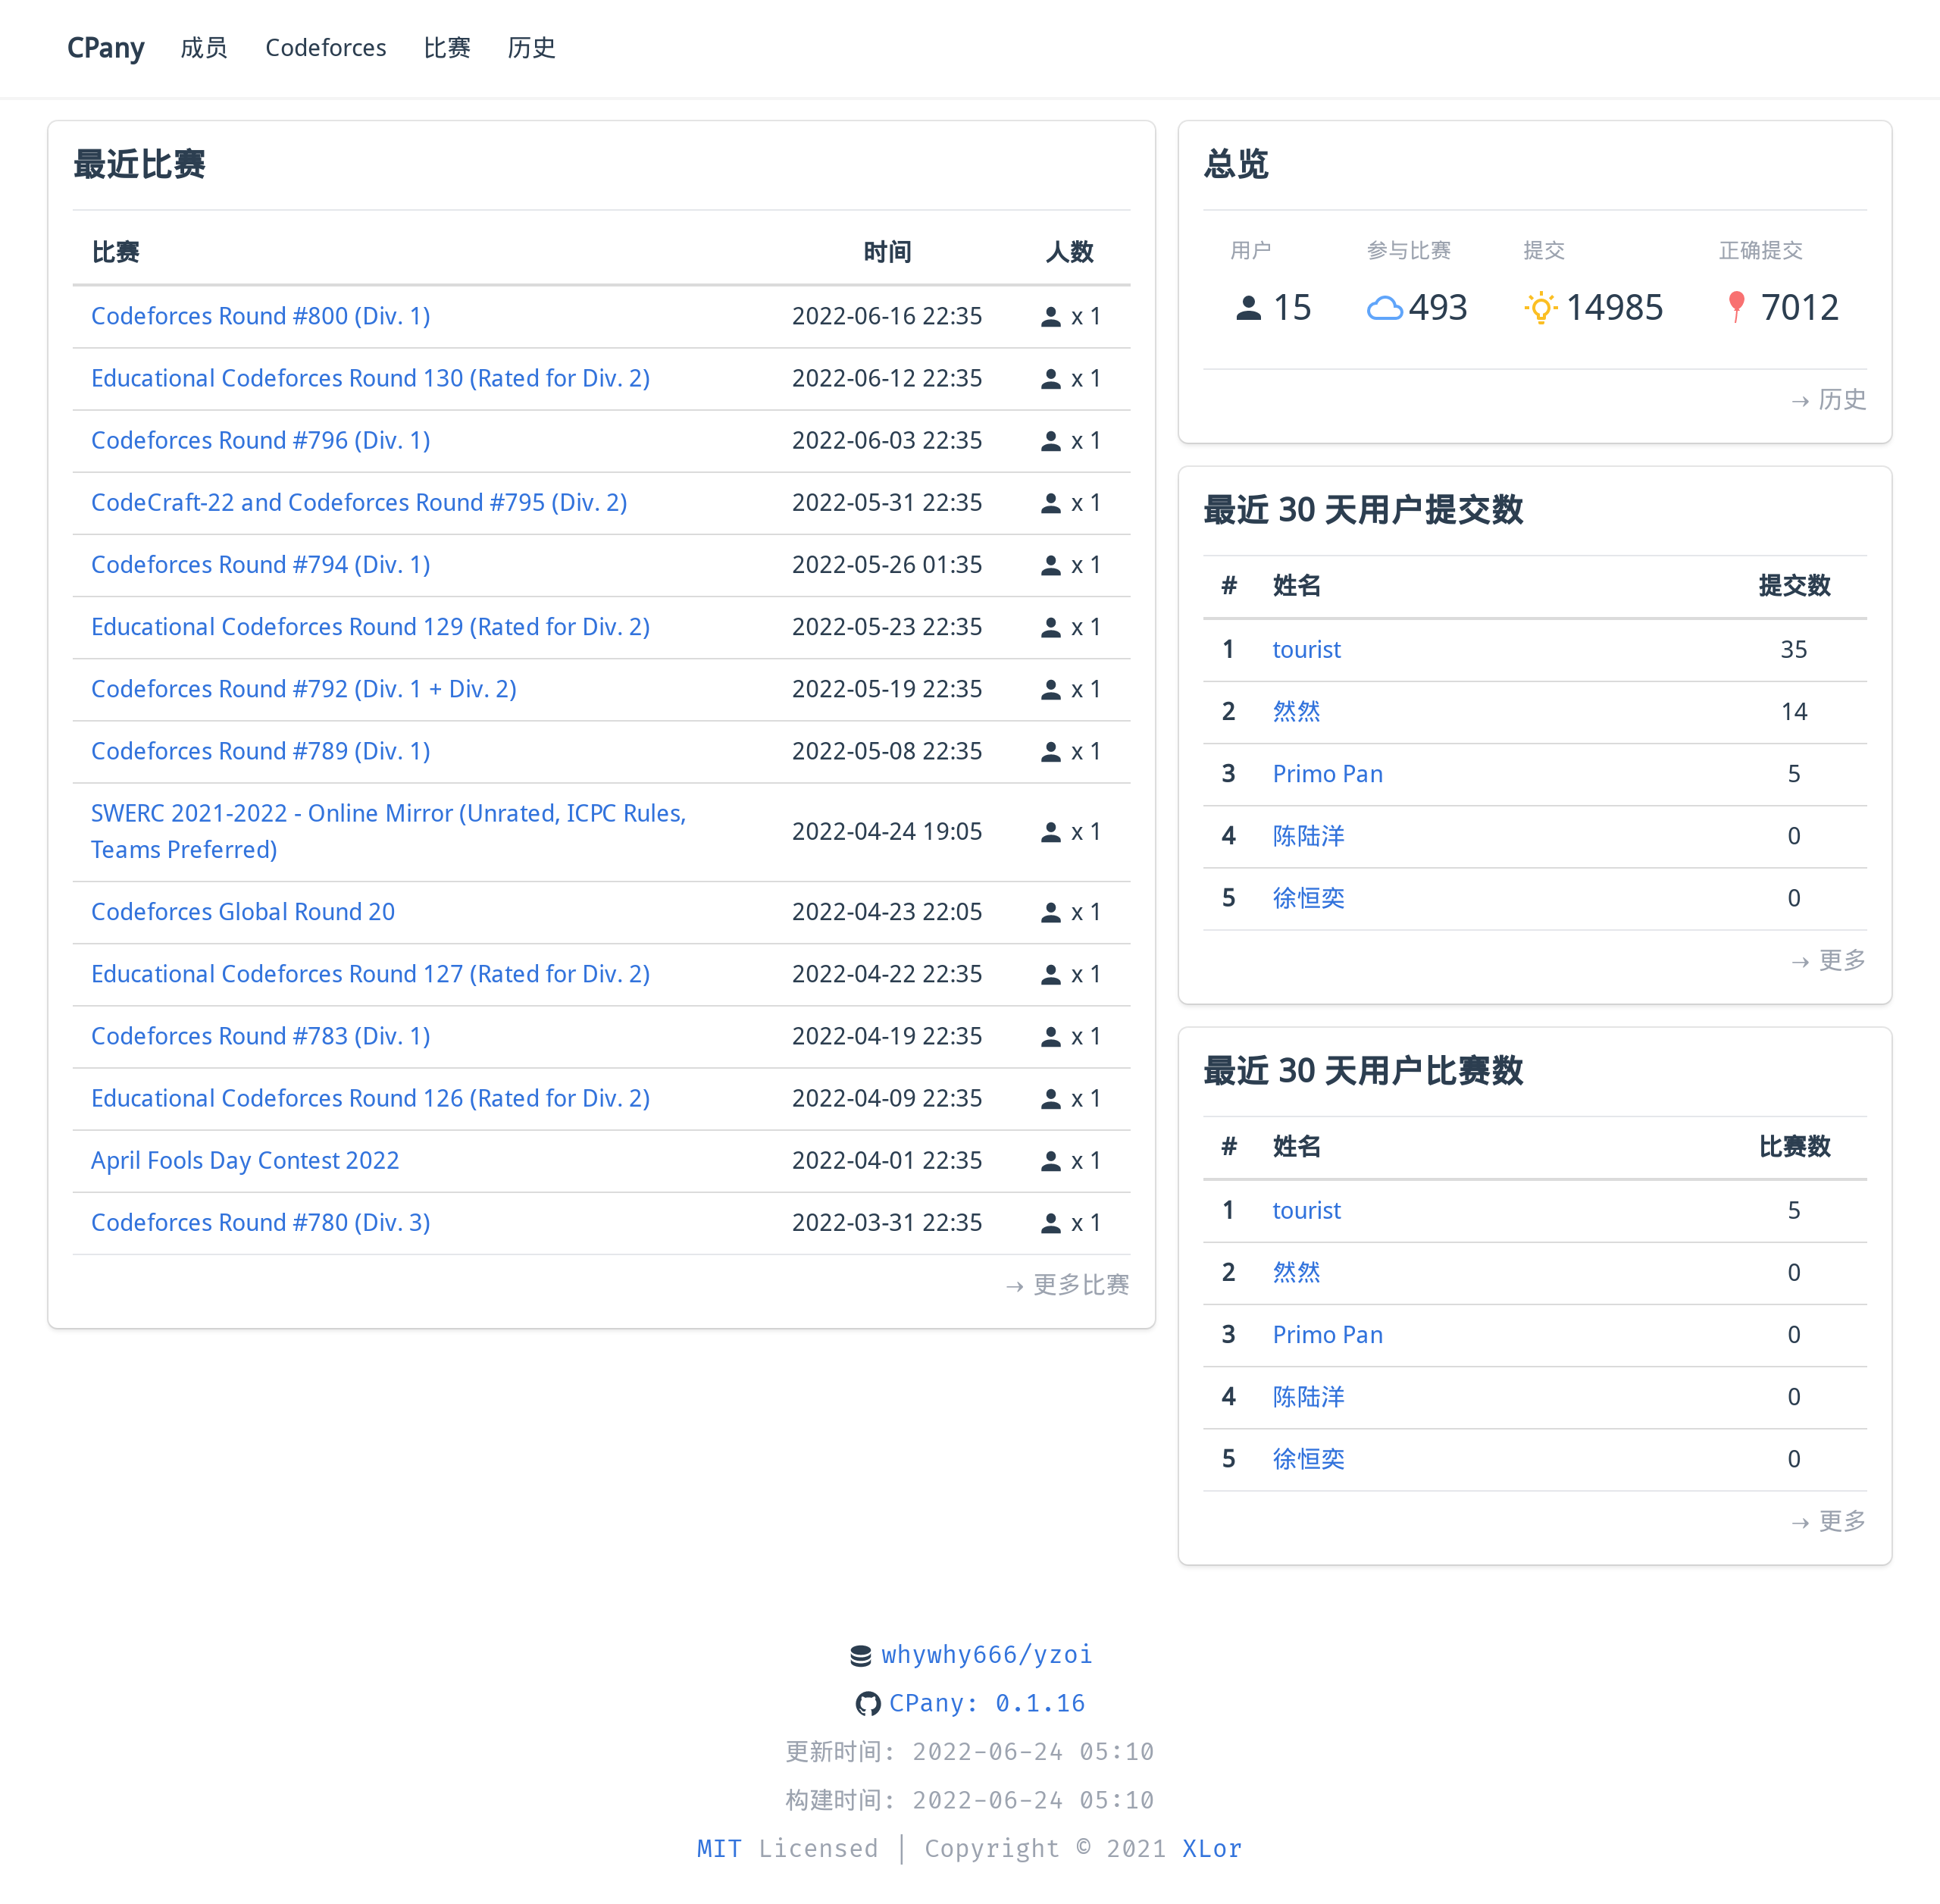 CPany 成员 Codeforces 比赛 历史
最近比赛
比赛 时间 人数
Codeforces Round #800 (Div. 1) 2022-06-16 22:35 x 1
Educational Codeforces Round 130 (Rated for Div. 2) 2022-06-12 22:35 x 1
Codeforces Round #796 (Div. 1) 2022-06-03 22:35 x 1
CodeCraft-22 and Codeforces Round #795 (Div. 2) 2022-05-31 22:35 x 1
Codeforces Round #794 (Div. 1) 2022-05-26 01:35 x 1
Educational Codeforces Round 129 (Rated for Div. 2) 2022-05-23 22:35 x 1
Codeforces Round #792 (Div. 1 + Div. 2) 2022-05-19 22:35 x 1
Codeforces Round #789 (Div. 1) 2022-05-08 22:35 x 1
SWERC 2021-2022 - Online Mirror (Unrated, ICPC Rules,
Teams Preferred) 2022-04-24 19:05 x 1
Codeforces Global Round 20 2022-04-23 22:05 x 1
Educational Codeforces Round 127 (Rated for Div. 2) 2022-04-22 22:35 x 1
Codeforces Round #783 (Div. 1) 2022-04-19 22:35 x 1
Educational Codeforces Round 126 (Rated for Div. 2) 2022-04-09 22:35 x 1
April Fools Day Contest 2022 2022-04-01 22:35 x 1
Codeforces Round #780 (Div. 3) 2022-03-31 22:35 x 1
→ 更多比赛
总览
用户 参与比赛 提交 正确提交
15 493 14985 7012
→ 历史
最近 30 天用户提交数
# 姓名 提交数
1 tourist 35
2 然然 14
3 Primo Pan 5
4 陈陆洋 0
5 徐恒奕 0
→ 更多
最近 30 天用户比赛数
# 姓名 比赛数
1 tourist 5
2 然然 0
3 Primo Pan 0
4 陈陆洋 0
5 徐恒奕 0
→ 更多
whywhy666/yzoi
CPany: 0.1.16
更新时间: 2022-06-24 05:10
构建时间: 2022-06-24 05:10
MIT Licensed | Copyright © 2021 XLor